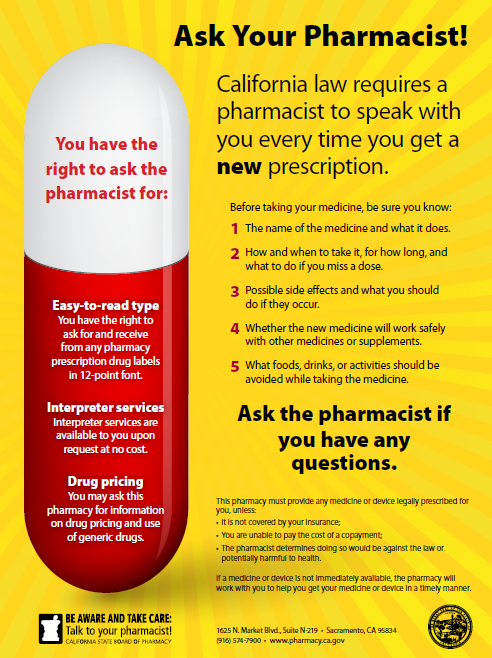 Ask Your Pharmacist!
California law requires a
pharmacist to speak with
you every time you get a
new prescription.
You have the
right to ask the
pharmacist for:
Easy-to-read type
You have the right to
ask for and receive
from any pharmacy
prescription drug labels
in 12-point font.
Interpreter services
Interpreter services are
available to you upon
request at no cost.
Drug pricing
You may ask this
pharmacy for information
on drug pricing and use
of generic drugs.
Before taking your medicine, be sure you know:
1 The name of the medicine and what it does.
2 How and when to take it, for how long, and
what to do if you miss a dose.
3 Possible side effects and what you should
do if they occur.
4 Whether the new medicine will work safely
with other medicines or supplements.
5 What foods, drinks, or activities should be
avoided while taking the medicine.
Ask the pharmacist if
you have any
questions.
This pharmacy must provide any medicine or device legally prescribed for
you, unless:
• It is not covered by your insurance;
• You are unable to pay the cost of a copayment;
• The pharmacist determines doing so would be against the law or
potentially harmful to health.
If a medicine or device is not immediately available, the pharmacy will
work with you to help you get your medicine or device in a timely manner.
BE AWARE AND TAKE CARE:
Talk to your pharmacist!
CALIFORNIA STATE BOARD OF PHARMACY
1625 N. Market Blvd., Suite N-219 • Sacramento, CA 95834
(916) 574-7900 • www.pharmacy.ca.gov